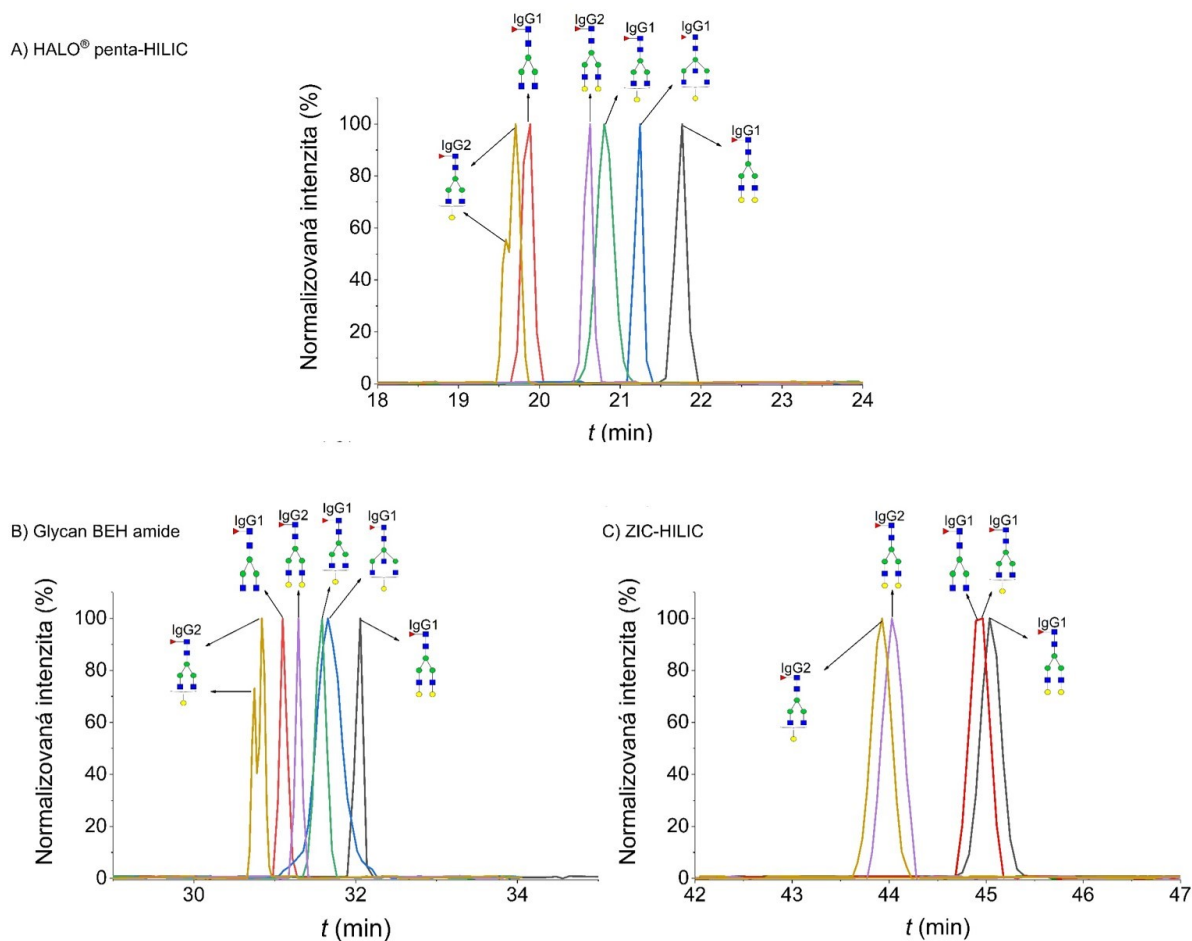 A) HALO® penta-HILIC
IgG1
IgG2
IgG1
IgG1
IgG2
IgG1
Normalizovaná intenzita (%)
100
80
60
40
20
0
18 19 20 21 22 23 24
t (min)
B) Glycan BEH amide
IgG1
IgG2
IgG1
IgG1
IgG2
IgG1
Normalizovaná intenzita (%)
100
80
60
40
20
0
30 32 34
t (min)
C) ZIC-HILIC
IgG2
IgG1
IgG1
IgG2
IgG1
Normalizovaná intenzita (%)
100
80
60
40
20
0
42 43 44 45 46 47
t (min)